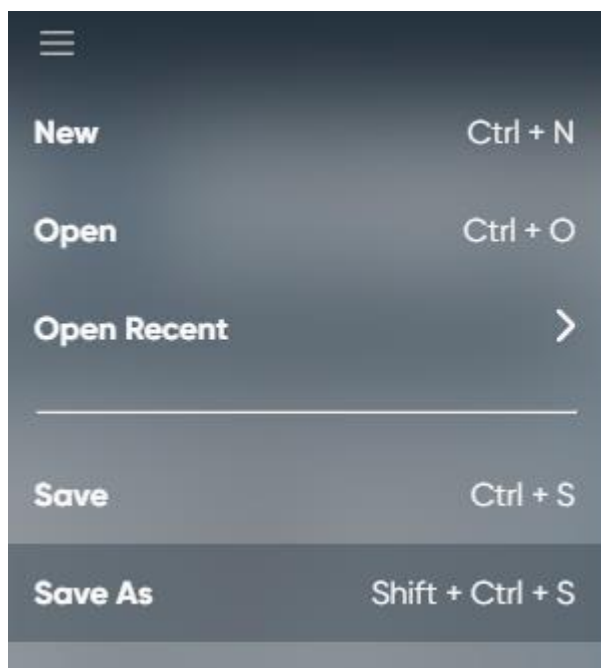 New Ctrl + N
Open Ctrl + O
Open Recent
Save Ctrl + S
Save As Shift + Ctrl + S